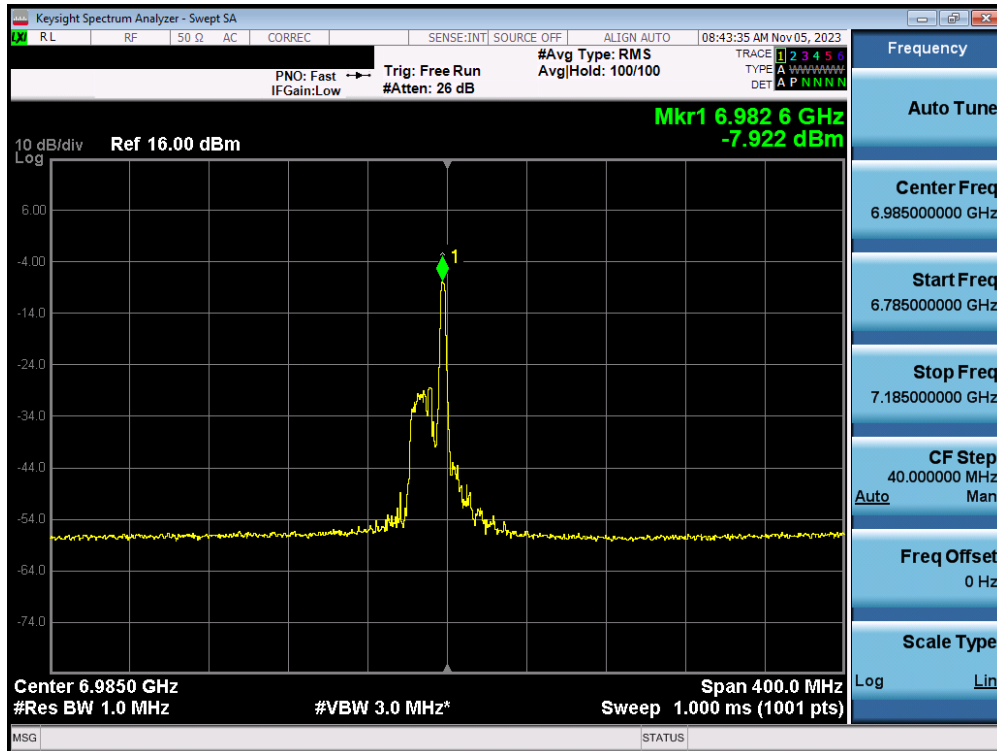 Keysight Spectrum Analyzer - Swept SA
LXI RL RF 50 Ω AC CORREC SENSE:INT SOURCE OFF ALIGN AUTO 08:43:35 AM Nov 05, 2023
Frequency
PNO: Fast
IFGain:Low
Trig: Free Run
#Atten: 26 dB
#Avg Type: RMS
Avg|Hold: 100/100
TRACE 1 2 3 4 5 6
TYPE A WWWWW
DET A P N N N N
Auto Tune
Mkr1 6.982 6 GHz
-7.922 dBm
10 dB/div Ref 16.00 dBm
Log
6.00
-4.00
-14.0
-24.0
-34.0
-44.0
-54.0
-64.0
-74.0
1
Center Freq
6.985000000 GHz
Start Freq
6.785000000 GHz
Stop Freq
7.185000000 GHz
CF Step
40.000000 MHz
Auto Man
Freq Offset
0 Hz
Scale Type
Log Lin
Center 6.9850 GHz Span 400.0 MHz
#Res BW 1.0 MHz #VBW 3.0 MHz* Sweep 1.000 ms (1001 pts)
MSG STATUS